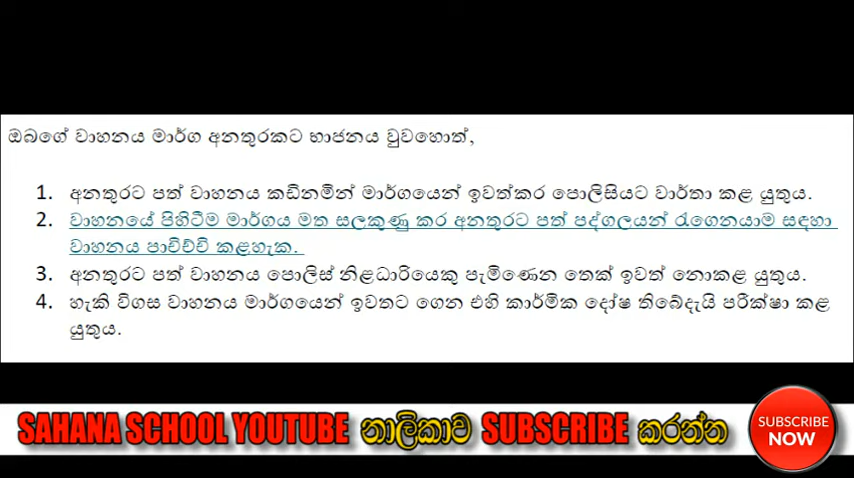 ඔබගේ වාහනය මාර්ග අනතුරකට භාජනය වුවහොත්,
1. අනතුරට පත් වාහනය කඩිනමින් මාර්ගයෙන් ඉවත්කර පොලිසියට වාර්තා කළ යුතුය.
2. වාහනයේ පිහිටීම මාර්ගය මත සලකුණු කර අනතුරට පත් පද්ගලයන් රැගෙනයාම සඳහා
වාහනය පාවිච්චි කළහැක.
3. අනතුරට පත් වාහනය පොලිස් නිළධාරියෙකු පැමිණෙන තෙක් ඉවත් නොකළ යුතුය.
4. හැකි විගස වාහනය මාර්ගයෙන් ඉවතට ගෙන එහි කාර්මික දෝෂ තිබේදැයි පරීක්ෂා කළ
යුතුය.
SAHANA SCHOOL YOUTUBE නාලිකාව SUBSCRIBE කරන්න
SUBSCRIBE
NOW